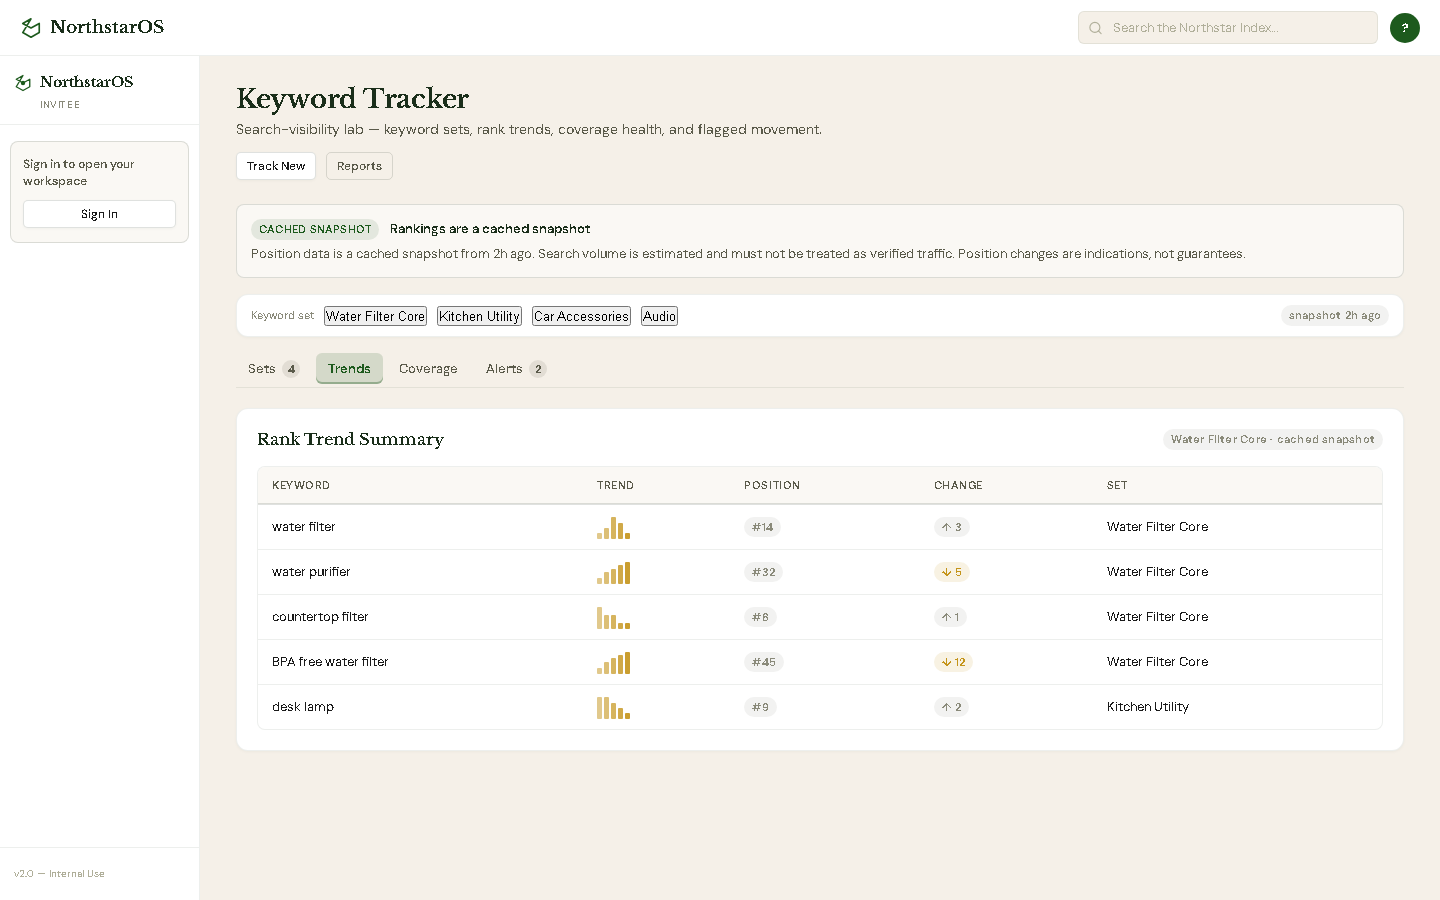 NorthstarOS
Search the Northstar Index...
?
NorthstarOS
INVITEE
Sign in to open your
workspace
Sign In
v2.0 — Internal Use
Keyword Tracker
Search-visibility lab — keyword sets, rank trends, coverage health, and flagged movement.
Track New
Reports
CACHED SNAPSHOT Rankings are a cached snapshot
Position data is a cached snapshot from 2h ago. Search volume is estimated and must not be treated as verified traffic. Position changes are indications, not guarantees.
Keyword set Water Filter Core Kitchen Utility Car Accessories Audio snapshot 2h ago
Sets 4 Trends Coverage Alerts 2
Rank Trend Summary Water Filter Core · cached snapshot
KEYWORD TREND POSITION CHANGE SET
water filter #14 ↑ 3 Water Filter Core
water purifier #32 ↓ 5 Water Filter Core
countertop filter #6 ↑ 1 Water Filter Core
BPA free water filter #45 ↓ 12 Water Filter Core
desk lamp #9 ↑ 2 Kitchen Utility